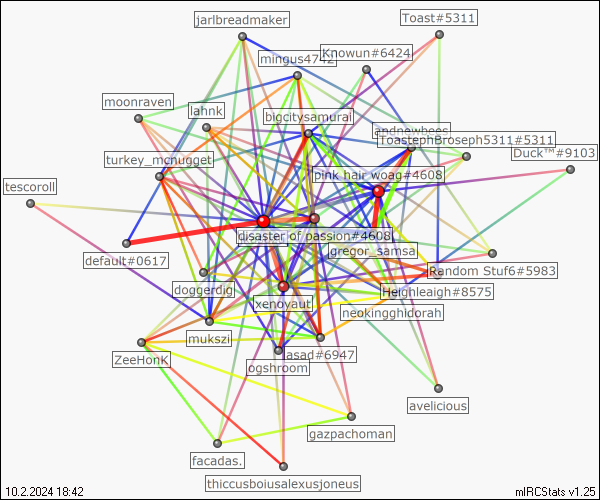 jarlbreadmaker
Toast#5311
mingus4742
Knowun#6424
moonraven
lahnk
bigcitysamurai
andnewbees
ToastephBroseph5311#5311
Duck™#9103
turkey_mcnugget
pink hair woag#4608
tescoroll
disaster of passion#4608
gregor_samsa
default#0617
Random Stuf6#5983
doggerdig
Heighleaigh#8575
xenoyaut
neokingghidorah
mukszi
asad#6947
ZeeHonK
ogshroom
avelicious
gazpachoman
facadas.
thiccusboiusalexusjoneus
10.2.2024 18:42
mIRCStats v1.25